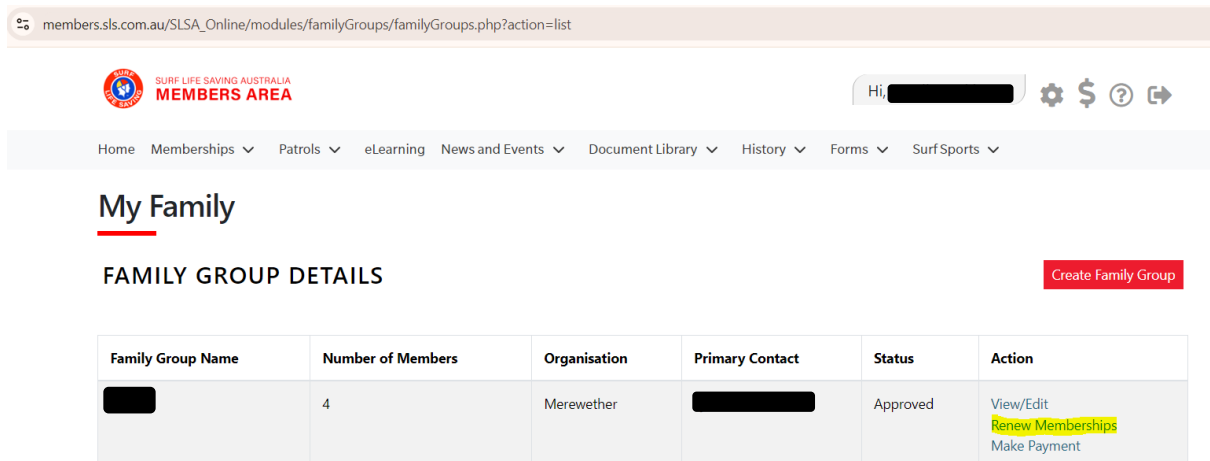 members.sls.com.au/SLSA_Online/modules/familyGroups/familyGroups.php?action=list
SURF LIFE SAVING AUSTRALIA
MEMBERS AREA
SURF
LIFE SAVING
Hi,
Home Memberships Patrols eLearning News and Events Document Library History Forms Surf Sports
My Family
FAMILY GROUP DETAILS
Create Family Group
Family Group Name Number of Members Organisation Primary Contact Status Action
4 Merewether Approved View/Edit
Renew Memberships
Make Payment